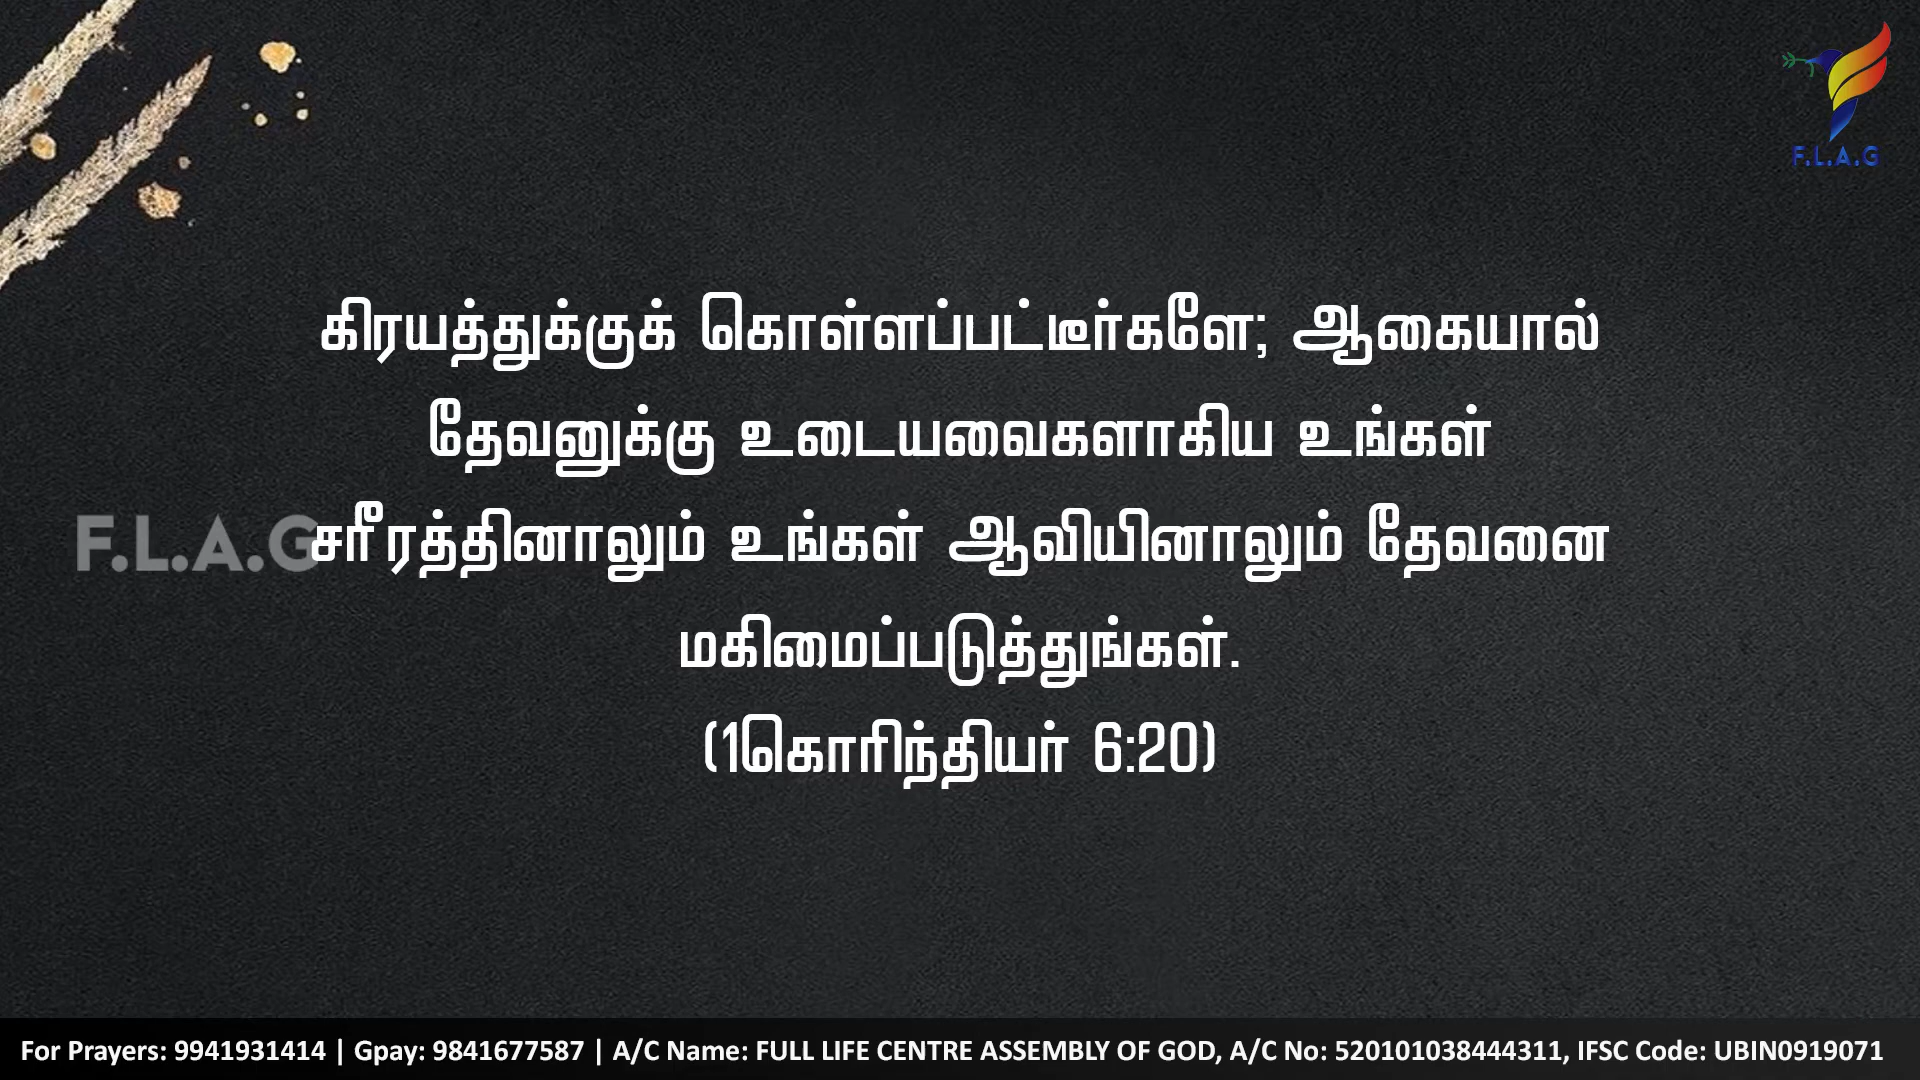 F.L.A.G
கிரயத்துக்குக் கொள்ளப்பட்டீர்களே; ஆகையால்
தேவனுக்கு உடையவைகளாகிய உங்கள்
F.L.A.G
சரீரத்தினாலும் உங்கள் ஆவியினாலும் தேவனை
மகிமைப்படுத்துங்கள்.
(1கொரிந்தியர் 6:20)
For Prayers: 9941931414 | Gpay: 9841677587 | A/C Name: FULL LIFE CENTRE ASSEMBLY OF GOD, A/C No: 520101038444311, IFSC Code: UBIN0919071